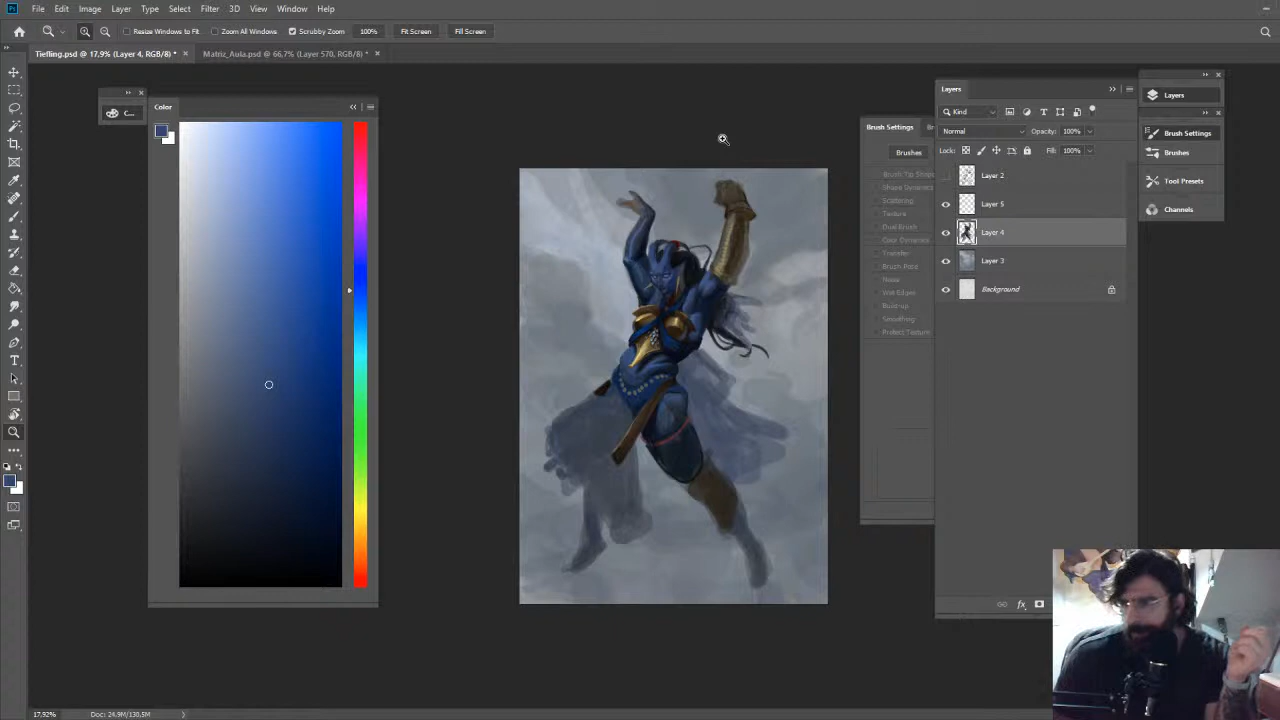 Ps File Edit Image Layer Type Select Filter 3D View Window Help
Resize Windows to Fit Zoom All Windows Scrubby Zoom 100% Fit Screen Fill Screen
Tiefling.psd @ 17,9% (Layer 4, RGB/8) * × Matriz_Aula.psd @ 66,7% (Layer 570, RGB/8) * ×
C...
Color
Layers
Kind
Normal Opacity: 100%
Lock: Fill: 100%
Layer 2
Layer 5
Layer 4
Layer 3
Background
fx
Brush Settings Br
Brushes
Brush Tip Shape
Shape Dynamics
Scattering
Texture
Dual Brush
Color Dynamics
Transfer
Brush Pose
Noise
Wet Edges
Build-up
Smoothing
Protect Texture
Layers
Brush Settings
Brushes
Tool Presets
Channels
17,92% Doc: 24,9M/130,5M